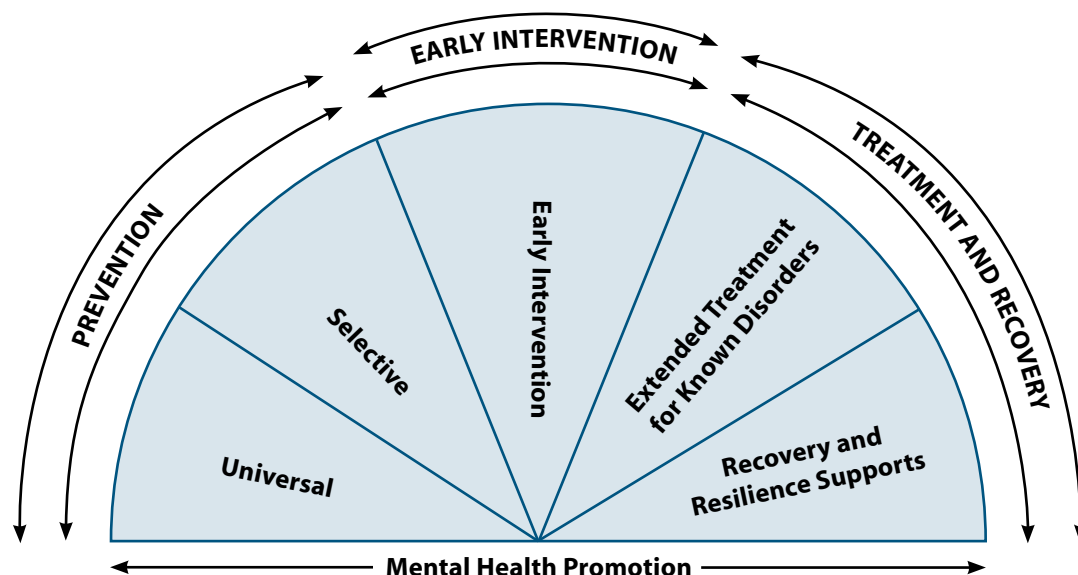 EARLY INTERVENTION
PREVENTION
TREATMENT AND RECOVERY
Universal
Selective
Early Intervention
Extended Treatment
for Known Disorders
Recovery and
Resilience Supports
Mental Health Promotion